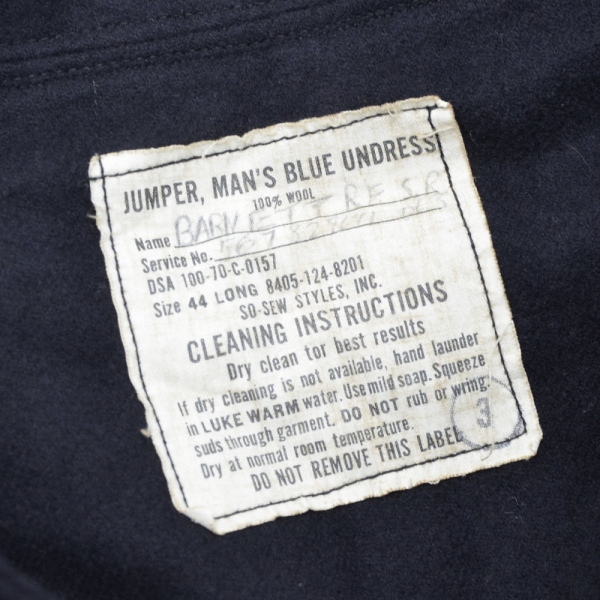 JUMPER, MAN'S BLUE UNDRESS
100% WOOL
Name BARNETT R E S R
Service No.
DSA 100-70-C-0157
Size 44 LONG 8405-124-8201
SO-SEW STYLES, INC.
CLEANING INSTRUCTIONS
Dry clean for best results
If dry cleaning is not available, hand launder
in LUKE WARM water. Use mild soap. Squeeze
suds through garment. DO NOT rub or wring.
Dry at normal room temperature.
DO NOT REMOVE THIS LABEL
3